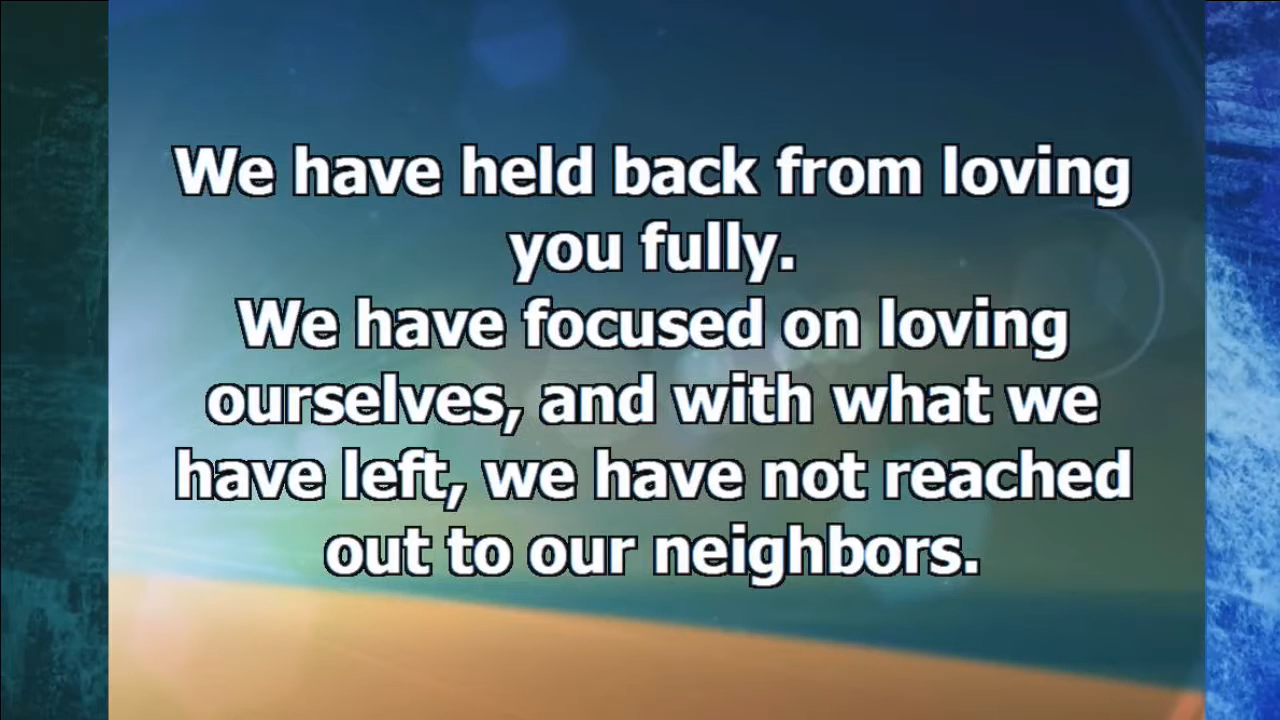 We have held back from loving
you fully.
We have focused on loving
ourselves, and with what we
have left, we have not reached
out to our neighbors.